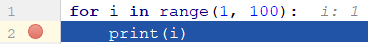 1 for i in range(1, 100): i: 1
2 print(i)